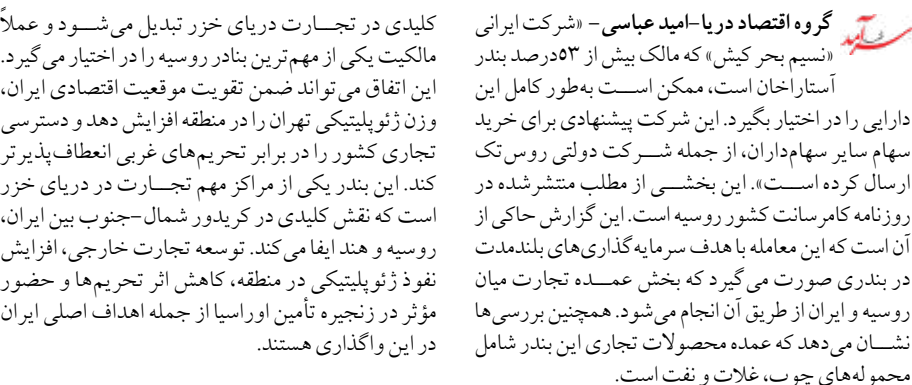 سرآمد
گروه اقتصاد دریا-امید عباسی- «شرکت ایرانی
«نسیم بحر کیش» که مالک بیش از ۵۳درصد بندر
آستاراخان است، ممکن اســت به‌طور کامل این
دارایی را در اختیار بگیرد. این شرکت پیشنهادی برای خرید
سهام سایر سهام‌داران، از جمله شــرکت دولتی روس‌تک
ارسال کرده اســت». این بخشــی از مطلب منتشرشده در
روزنامه کامرسانت کشور روسیه است. این گزارش حاکی از
آن است که این معامله با هدف سرمایه‌گذاری‌های بلندمدت
در بندری صورت می‌گیرد که بخش عمــده تجارت میان
روسیه و ایران از طریق آن انجام می‌شود. همچنین بررسی‌ها
نشــان می‌دهد که عمده محصولات تجاری این بندر شامل
محموله‌های چوب، غلات و نفت است.
کلیدی در تجــارت دریای خزر تبدیل می‌شــود و عملاً
مالکیت یکی از مهم‌ترین بنادر روسیه را در اختیار می‌گیرد.
این اتفاق می‌تواند ضمن تقویت موقعیت اقتصادی ایران،
وزن ژئوپلیتیکی تهران را در منطقه افزایش دهد و دسترسی
تجاری کشور را در برابر تحریم‌های غربی انعطاف‌پذیرتر
کند. این بندر یکی از مراکز مهم تجــارت در دریای خزر
است که نقش کلیدی در کریدور شمال-جنوب بین ایران،
روسیه و هند ایفا می‌کند. توسعه تجارت خارجی، افزایش
نفوذ ژئوپلیتیکی در منطقه، کاهش اثر تحریم‌ها و حضور
مؤثر در زنجیره تأمین اوراسیا از جمله اهداف اصلی ایران
در این واگذاری هستند.